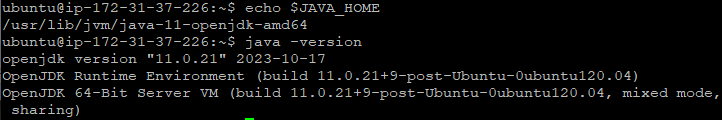 ubuntu@ip-172-31-37-226:~$ echo $JAVA_HOME
/usr/lib/jvm/java-11-openjdk-amd64
ubuntu@ip-172-31-37-226:~$ java -version
openjdk version "11.0.21" 2023-10-17
OpenJDK Runtime Environment (build 11.0.21+9-post-Ubuntu-0ubuntu120.04)
OpenJDK 64-Bit Server VM (build 11.0.21+9-post-Ubuntu-0ubuntu120.04, mixed mode,
 sharing)